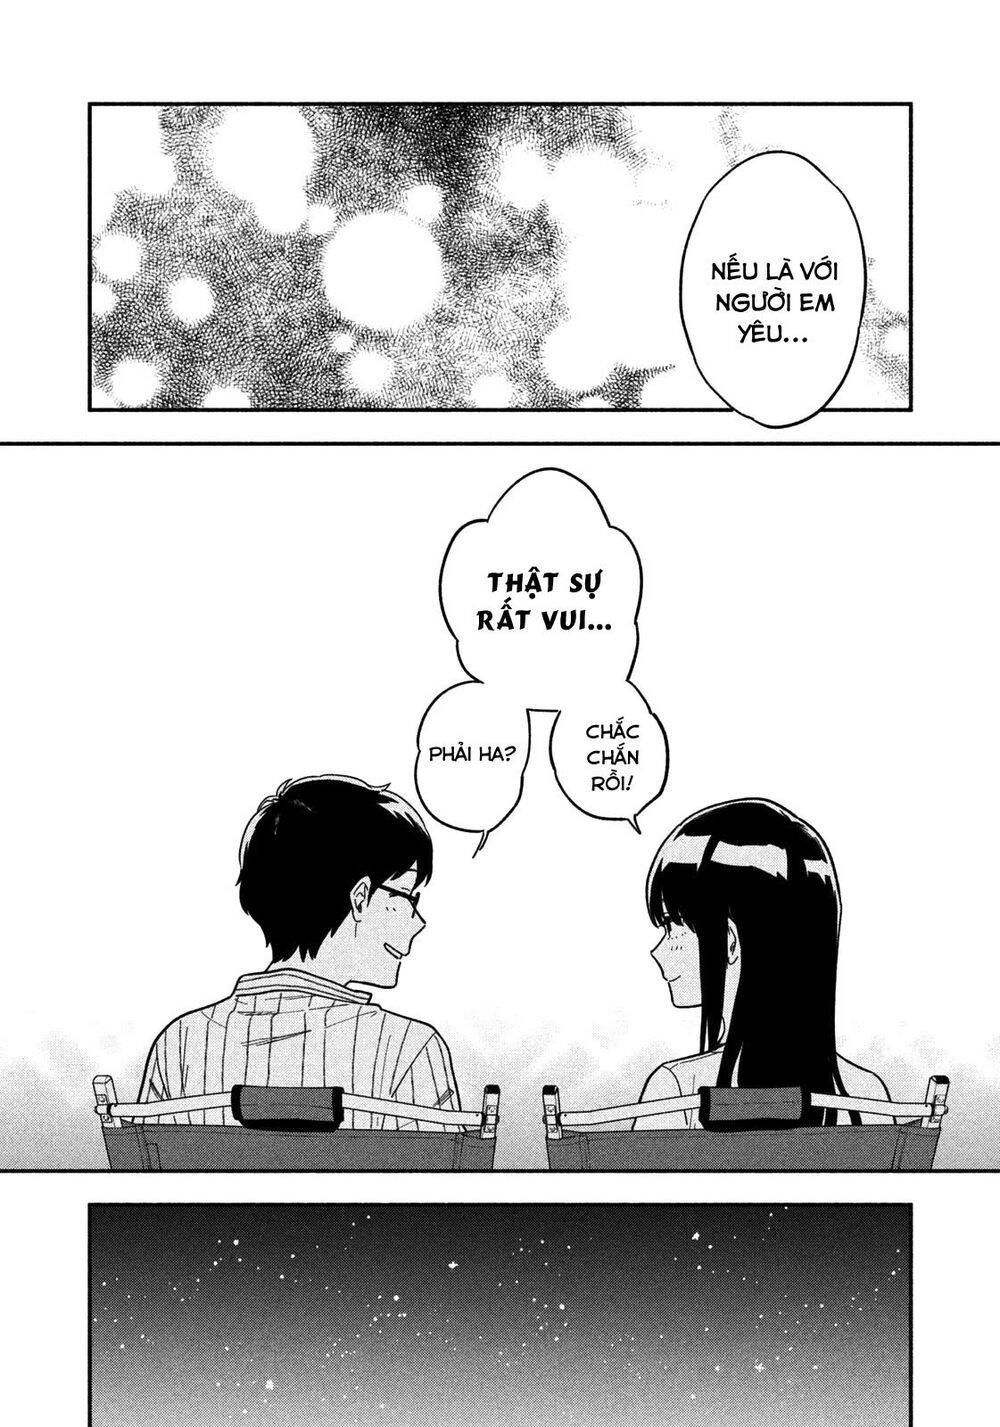 NẾU LÀ VỚI
NGƯỜI EM
YÊU...
THẬT SỰ
RẤT VUI...
PHẢI HA?
CHẮC
CHẮN
RỒI!